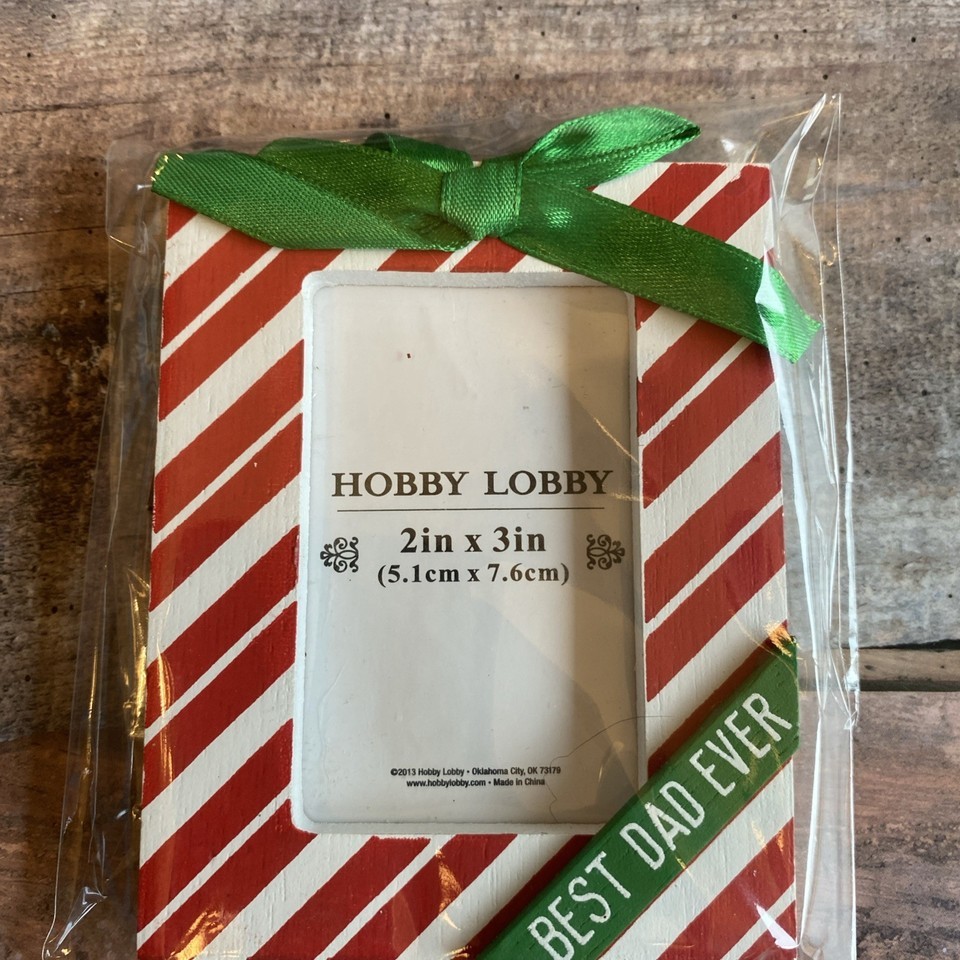 HOBBY LOBBY
2in x 3in
(5.1cm x 7.6cm)
©2013 Hobby Lobby • Oklahoma City, OK 73179
www.hobbylobby.com • Made in China
BEST DAD EVER